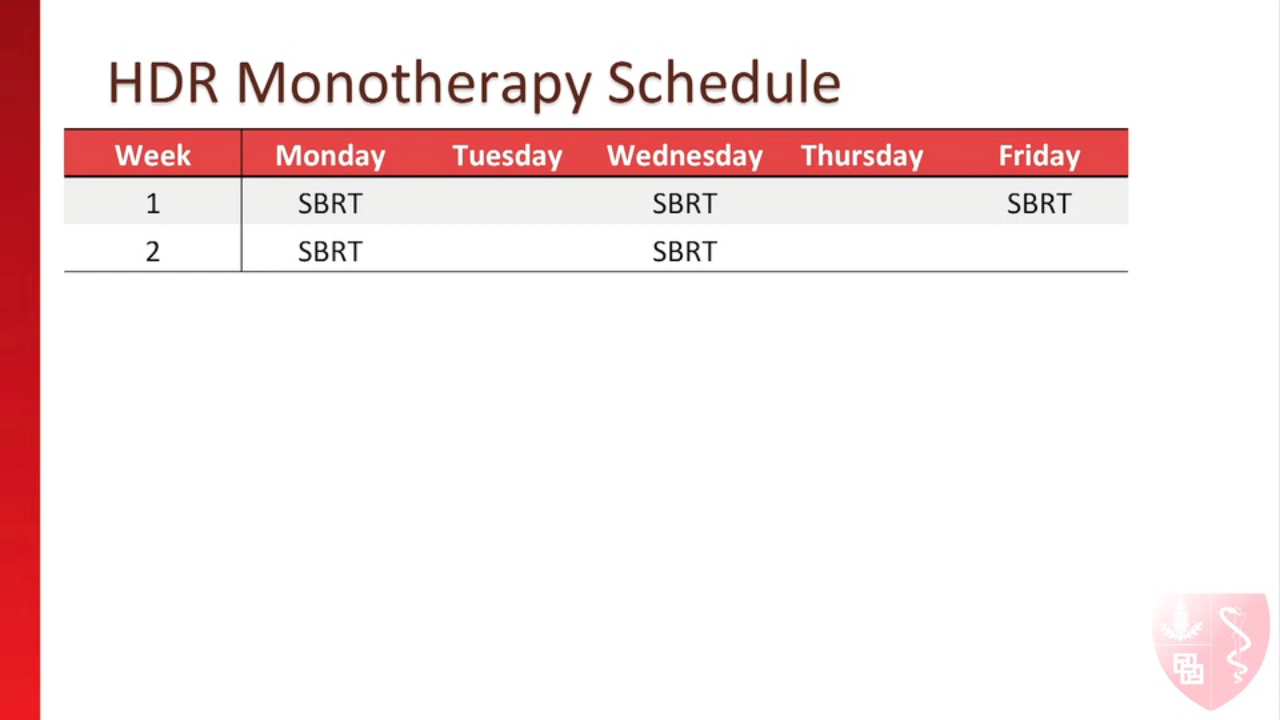 HDR Monotherapy Schedule
Week Monday Tuesday Wednesday Thursday Friday
1 SBRT SBRT SBRT
2 SBRT SBRT